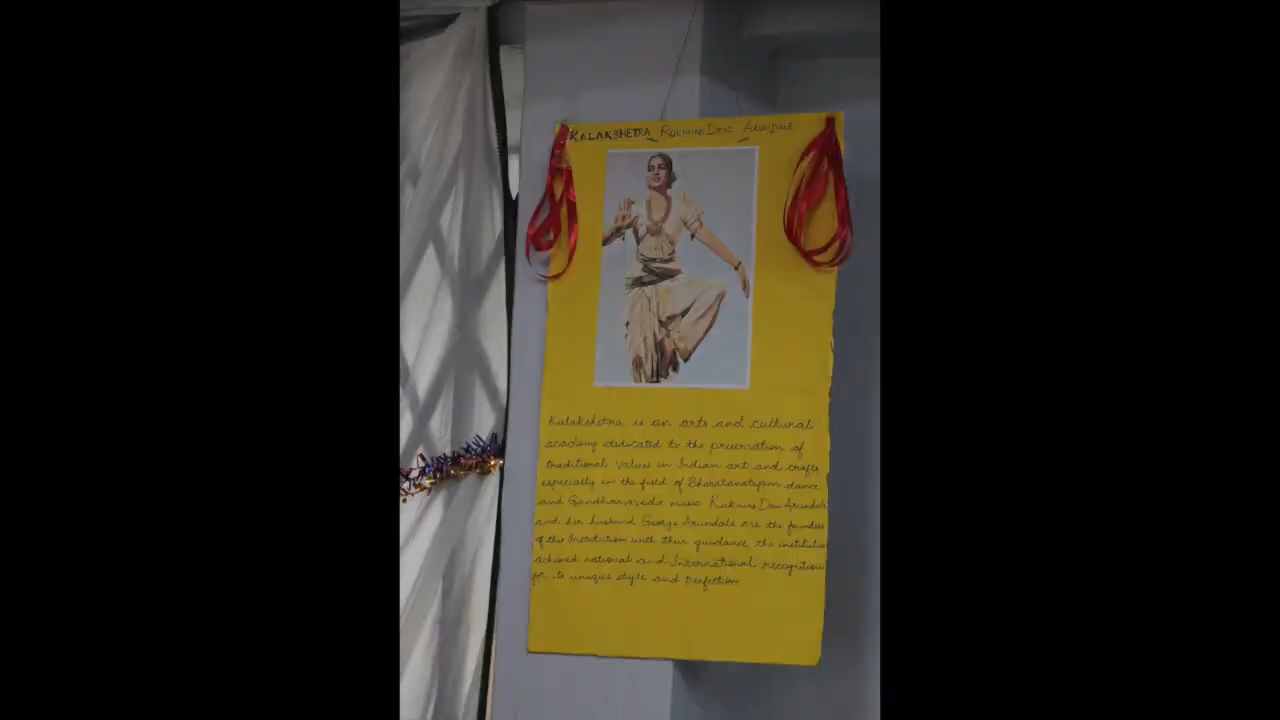 KALAKSHETRA RUKMINI DEVI ARUNDALE
Kalakshetra is an arts and cultural
academy dedicated to the preservation of
traditional values in Indian art and crafts
especially in the field of Bharatanatyam dance
and Gandharvaveda music Rukmini Devi Arundale
and her husband George Arundale are the founders
of the Institution with their guidance, the institution
achieved national and International recognition
for its unique style and perfection